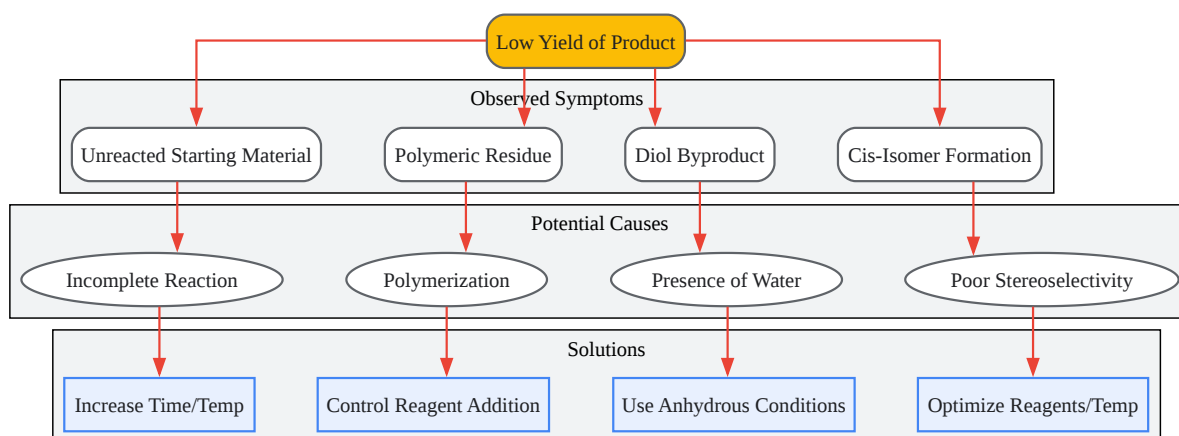 Low Yield of Product
Observed Symptoms
Unreacted Starting Material
Polymeric Residue
Diol Byproduct
Cis-Isomer Formation
Potential Causes
Incomplete Reaction
Polymerization
Presence of Water
Poor Stereoselectivity
Solutions
Increase Time/Temp
Control Reagent Addition
Use Anhydrous Conditions
Optimize Reagents/Temp